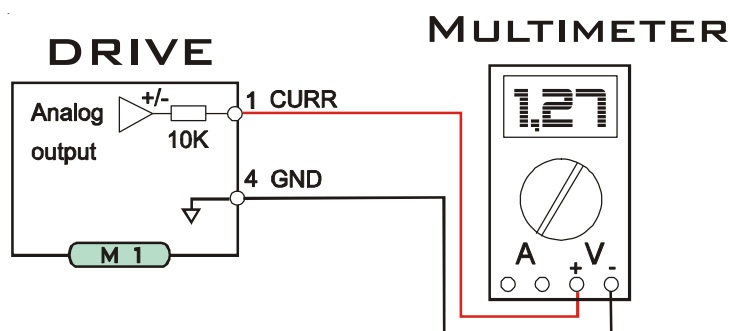 DRIVE
MULTIMETER
Analog
output
+/-
10K
1 CURR
4 GND
M 1
1.27
A
V
+
-